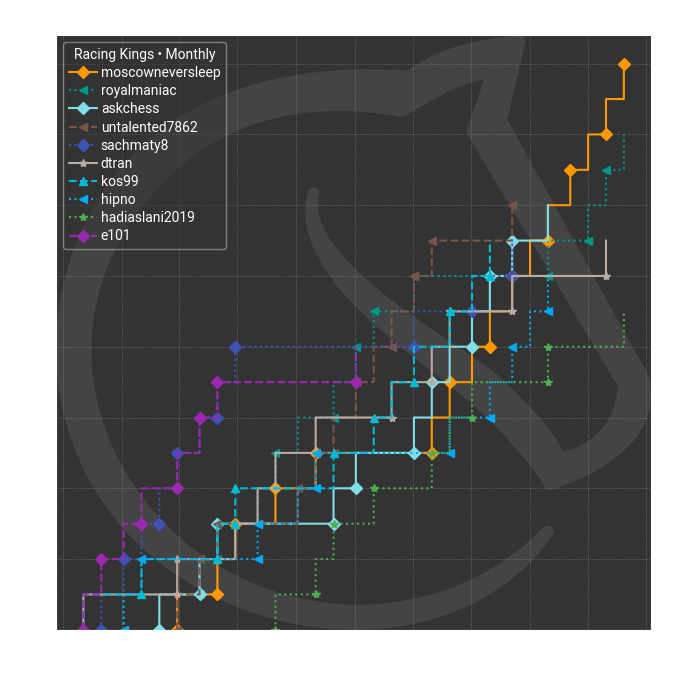 Racing Kings • Monthly
moscowneversleep
royalmaniac
askchess
untalented7862
sachmaty8
dtran
kos99
hipno
hadiaslani2019
e101